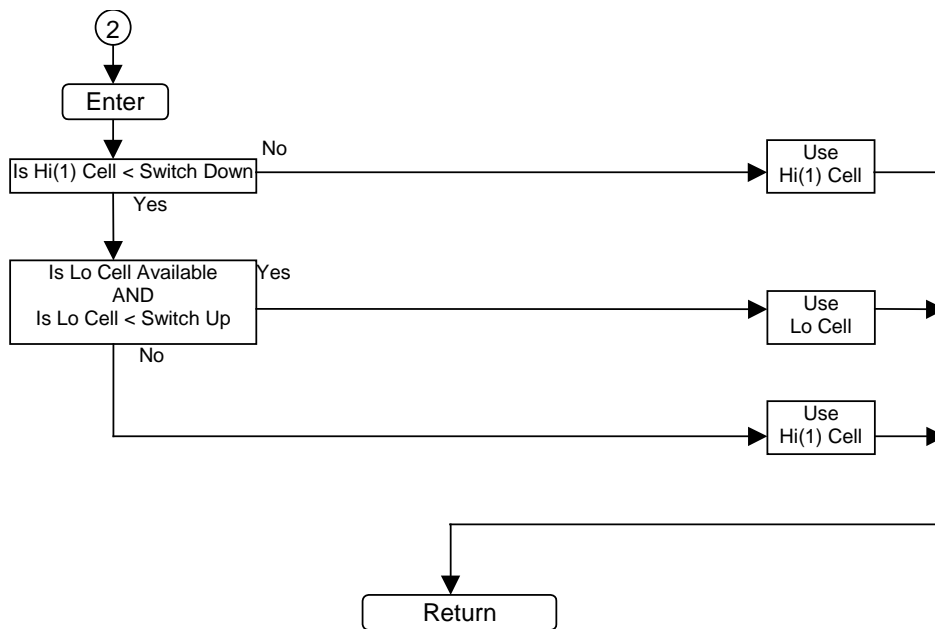 2
Enter
No
Is Hi(1) Cell < Switch Down
Use
Hi(1) Cell
Yes
Is Lo Cell Available
AND
Is Lo Cell < Switch Up
Yes
Use
Lo Cell
No
Use
Hi(1) Cell
Return